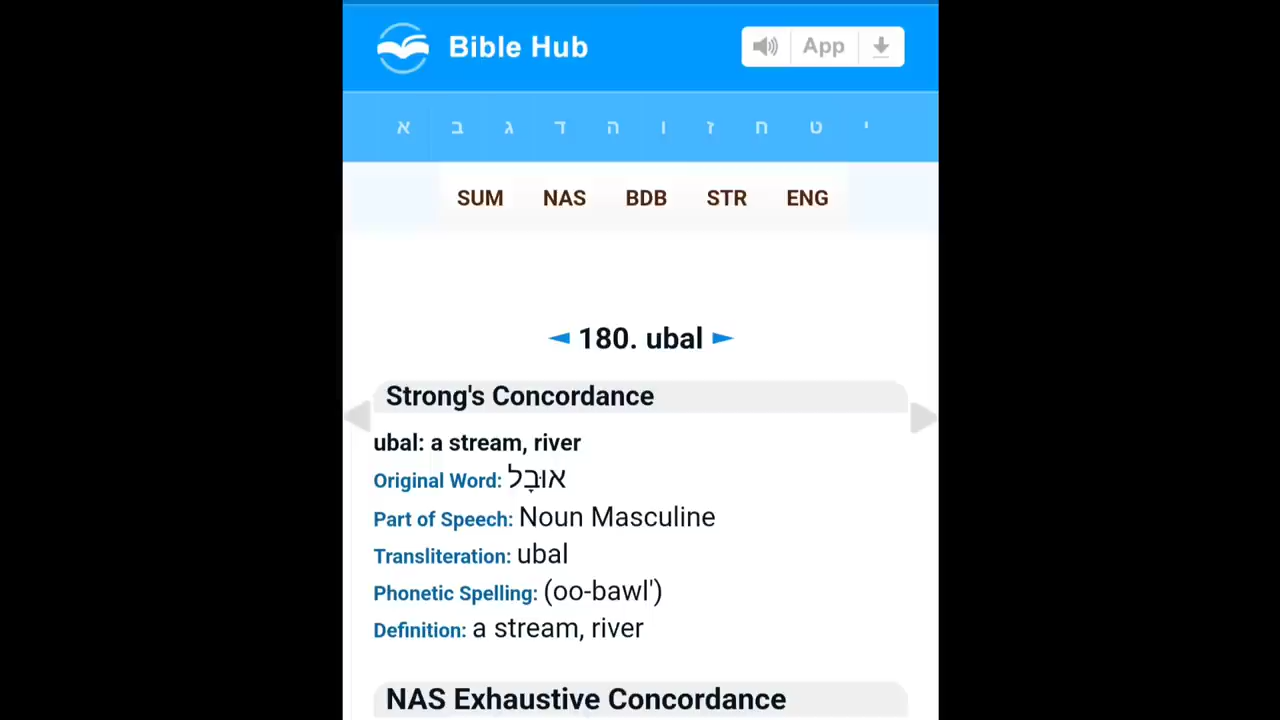 Bible Hub App
א ב ג ד ה ו ז ח ט י
SUM NAS BDB STR ENG
◄ 180. ubal ►
Strong's Concordance
ubal: a stream, river
Original Word: אוּבָל
Part of Speech: Noun Masculine
Transliteration: ubal
Phonetic Spelling: (oo-bawl')
Definition: a stream, river
NAS Exhaustive Concordance